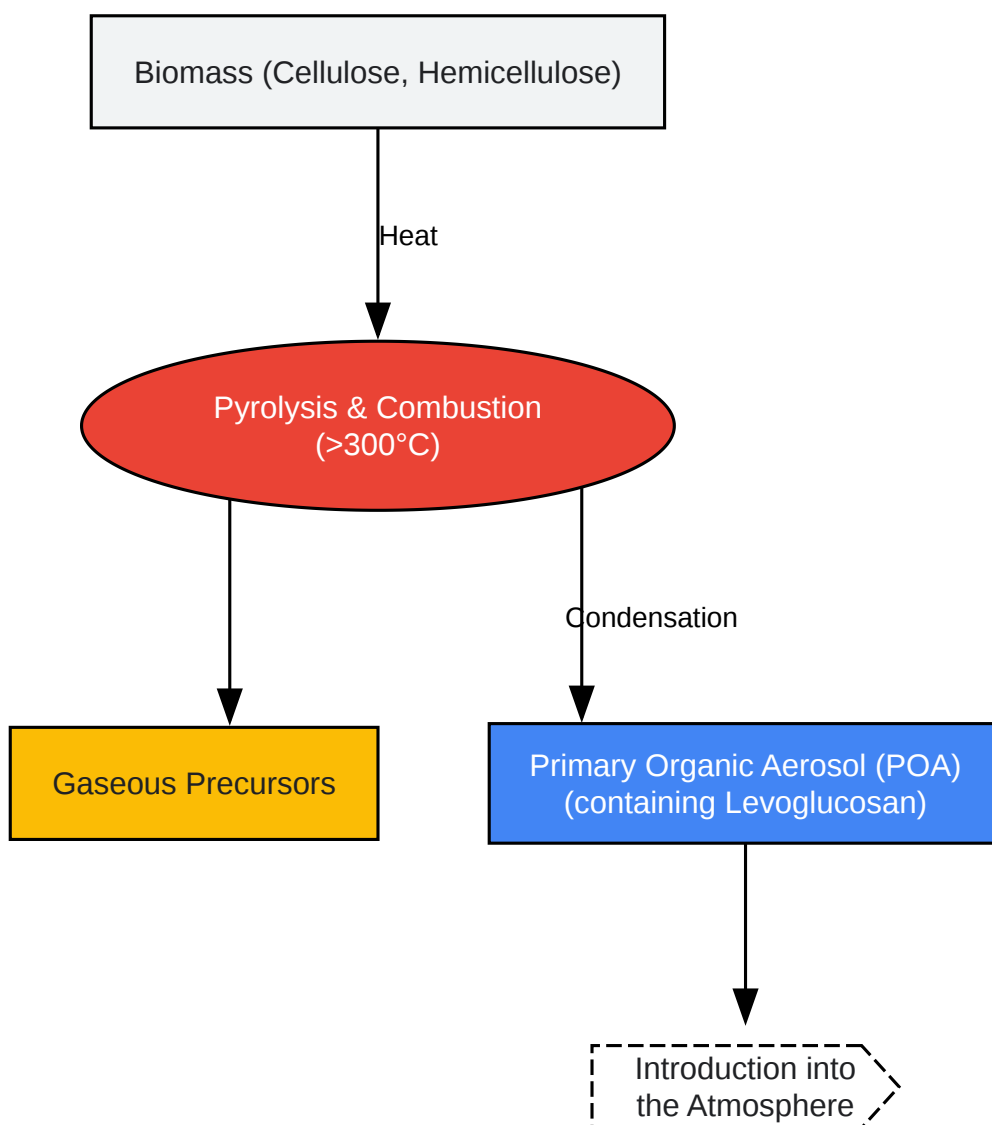 Biomass (Cellulose, Hemicellulose)
Heat
Pyrolysis & Combustion
(>300°C)
Condensation
Gaseous Precursors
Primary Organic Aerosol (POA)
(containing Levoglucosan)
Introduction into
the Atmosphere